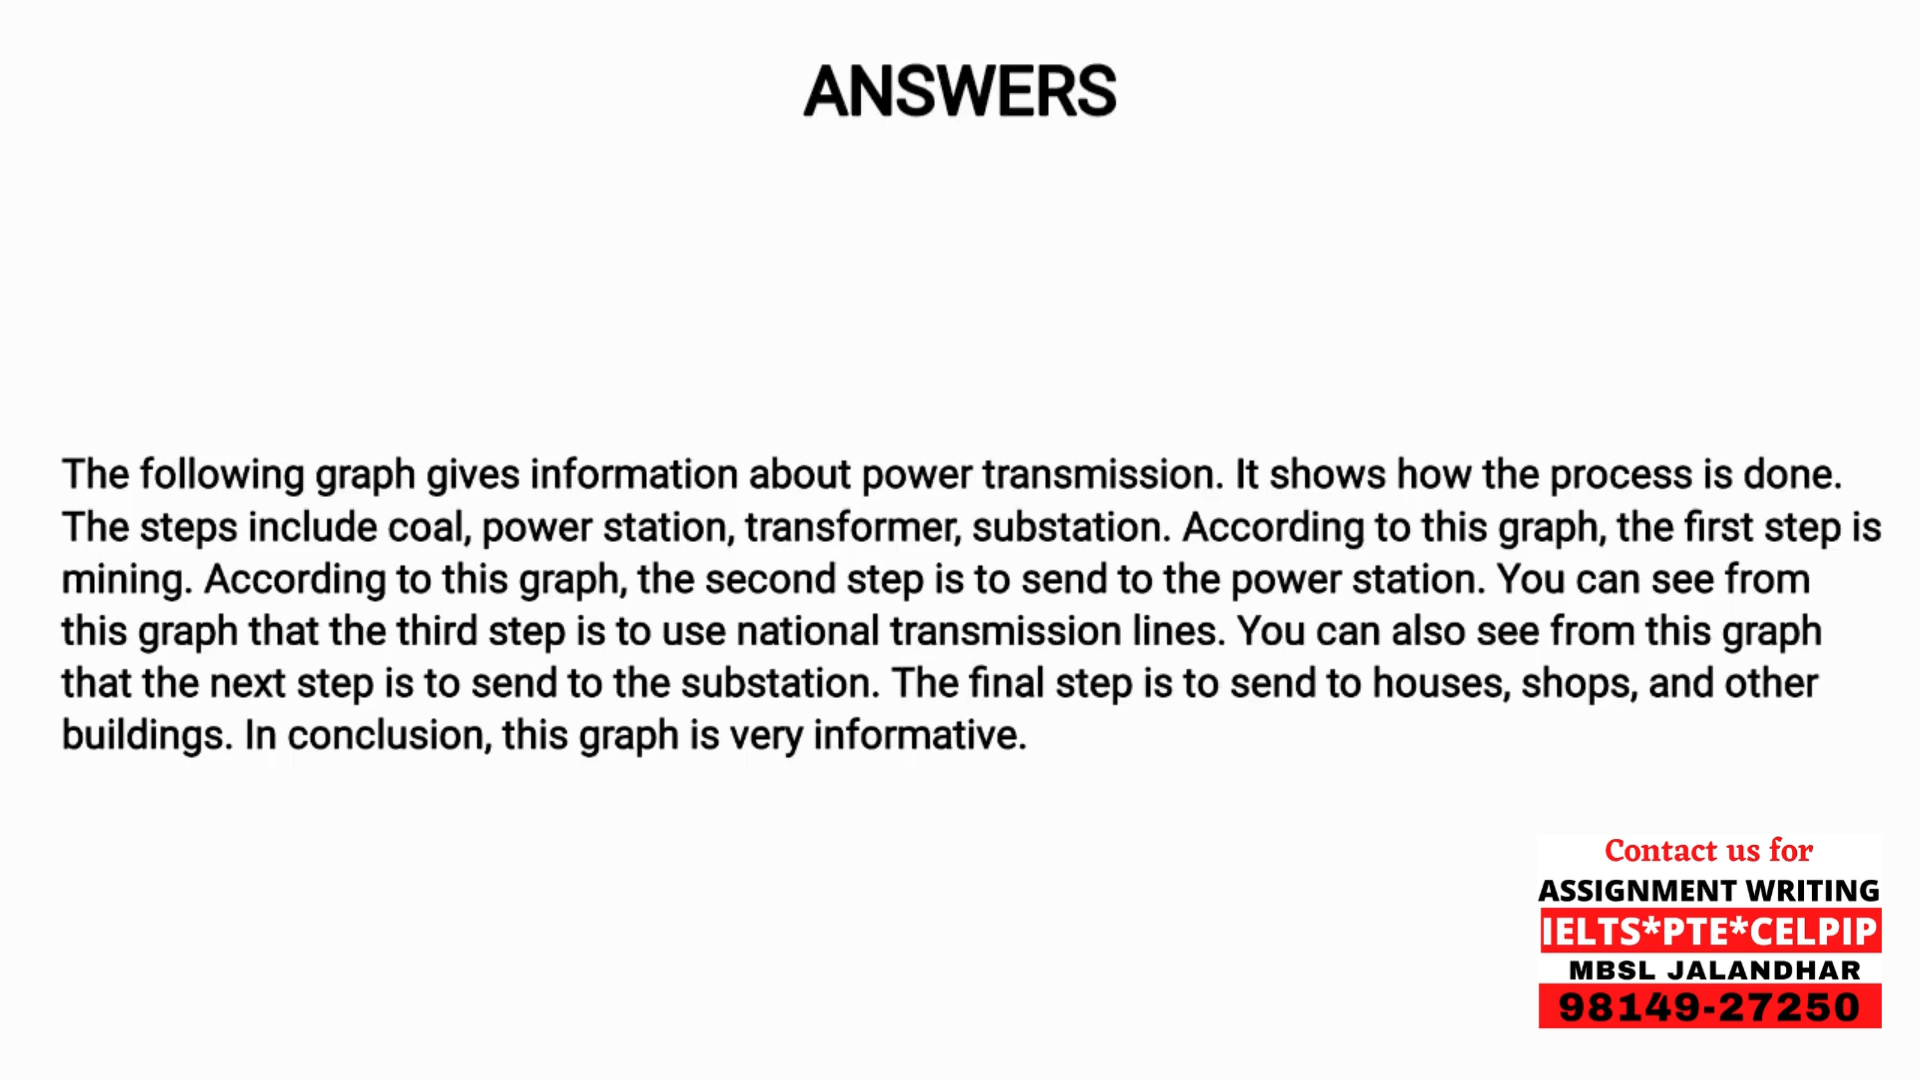 ANSWERS
The following graph gives information about power transmission. It shows how the process is done.
The steps include coal, power station, transformer, substation. According to this graph, the first step is
mining. According to this graph, the second step is to send to the power station. You can see from
this graph that the third step is to use national transmission lines. You can also see from this graph
that the next step is to send to the substation. The final step is to send to houses, shops, and other
buildings. In conclusion, this graph is very informative.
Contact us for
ASSIGNMENT WRITING
IELTS*PTE*CELPIP
MBSL JALANDHAR
98149-27250